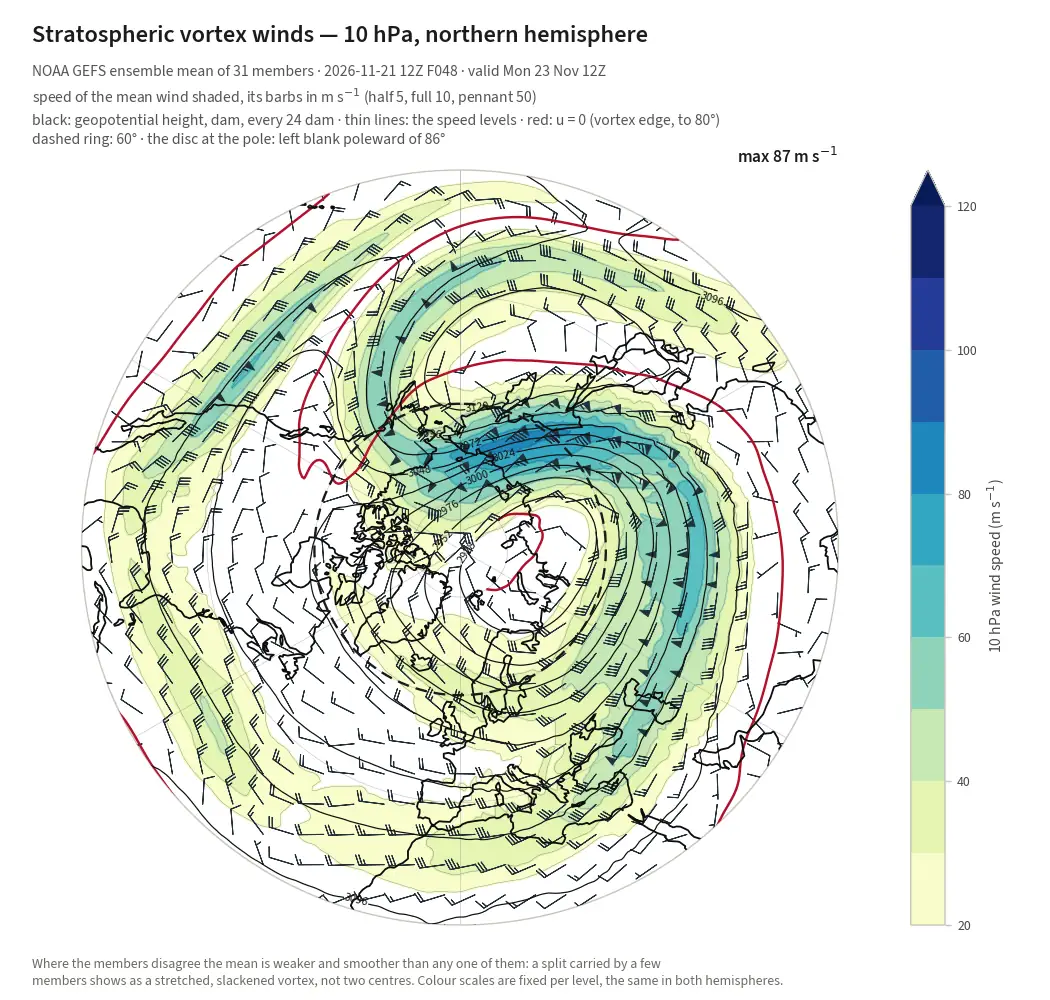 Stratospheric vortex winds — 10 hPa, northern hemisphere
NOAA GEFS ensemble mean of 31 members · 2026-11-21 12Z F048 · valid Mon 23 Nov 12Z
speed of the mean wind shaded, its barbs in m s⁻¹ (half 5, full 10, pennant 50)
black: geopotential height, dam, every 24 dam · thin lines: the speed levels · red: u = 0 (vortex edge, to 80°)
dashed ring: 60° · the disc at the pole: left blank poleward of 86°
max 87 m s⁻¹
120
100
80
60
40
20
10 hPa wind speed (m s⁻¹)
3096
3120
3024
3048
3000
2976
3096
Where the members disagree the mean is weaker and smoother than any one of them: a split carried by a few
members shows as a stretched, slackened vortex, not two centres. Colour scales are fixed per level, the same in both hemispheres.